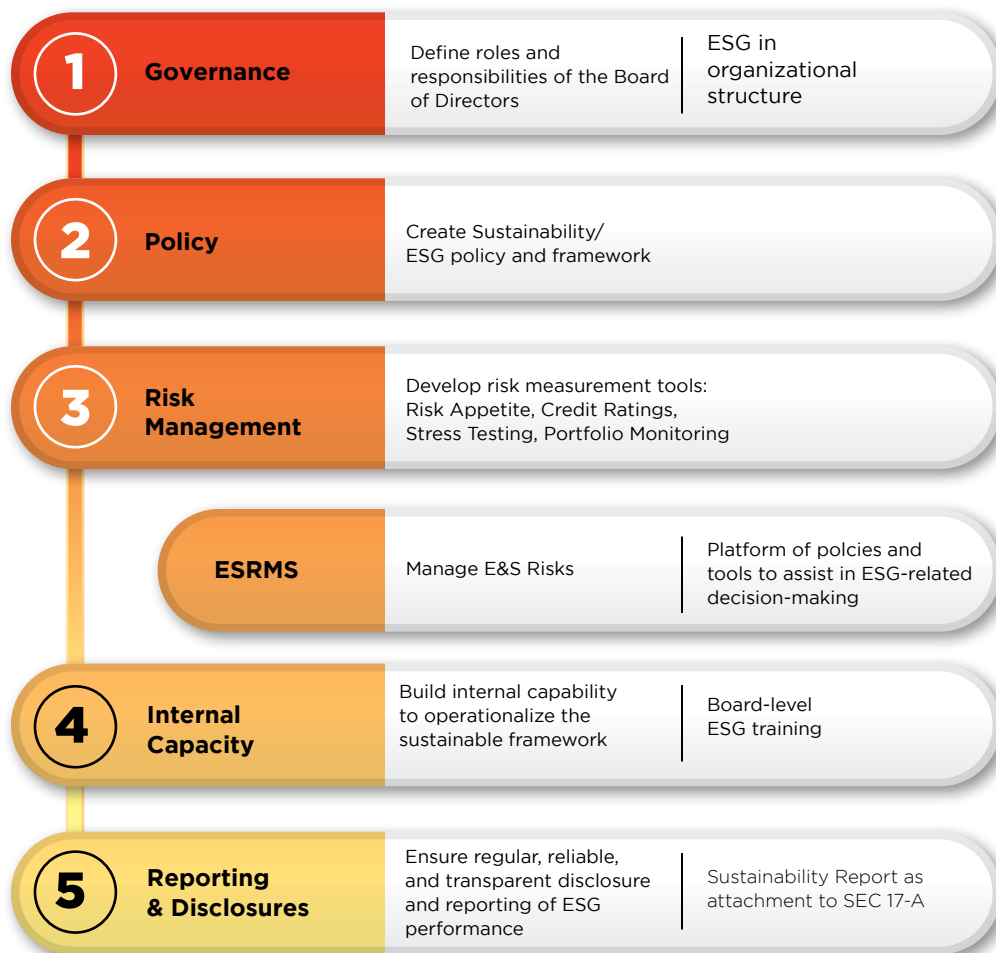 1
Governance
Define roles and
responsibilities of the Board
of Directors
ESG in
organizational
structure
2
Policy
Create Sustainability/
ESG policy and framework
3
Risk
Management
Develop risk measurement tools:
Risk Appetite, Credit Ratings,
Stress Testing, Portfolio Monitoring
ESRMS
Manage E&S Risks
Platform of polcies and
tools to assist in ESG-related
decision-making
4
Internal
Capacity
Build internal capability
to operationalize the
sustainable framework
Board-level
ESG training
5
Reporting
& Disclosures
Ensure regular, reliable,
and transparent disclosure
and reporting of ESG
performance
Sustainability Report as
attachment to SEC 17-A